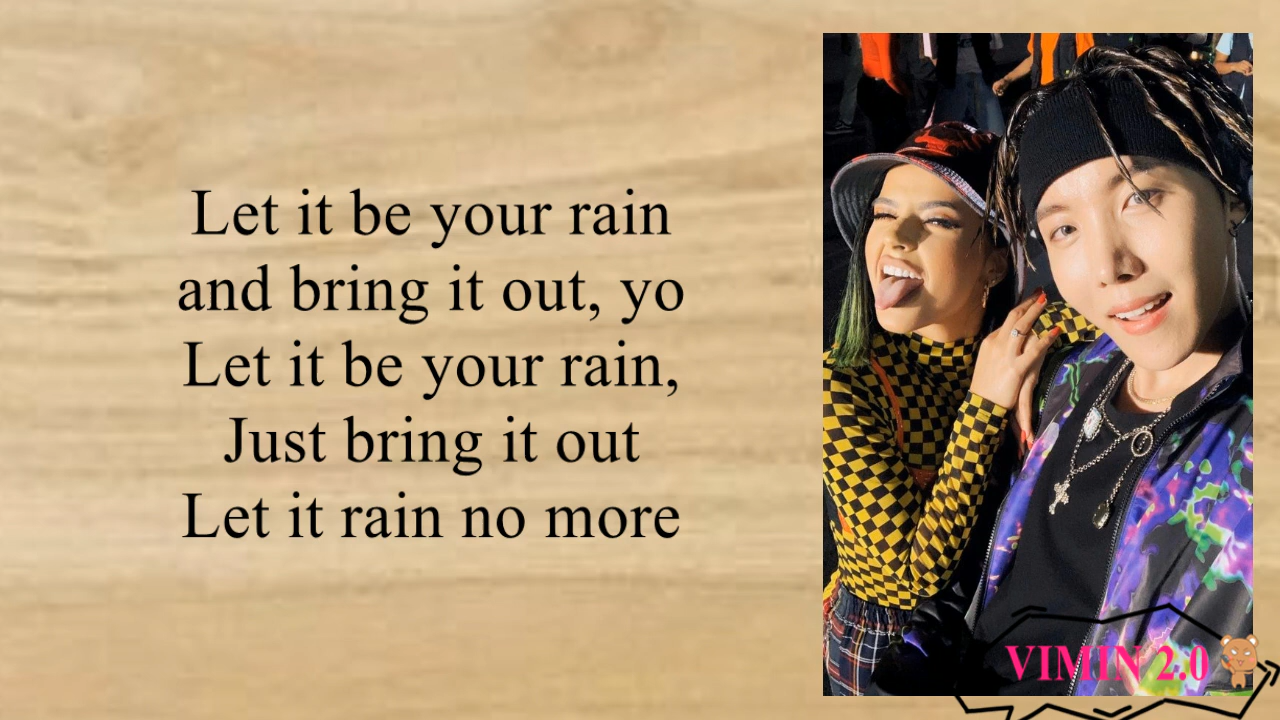 Let it be your rain
and bring it out, yo
Let it be your rain,
Just bring it out
Let it rain no more
VIMIN 2.0